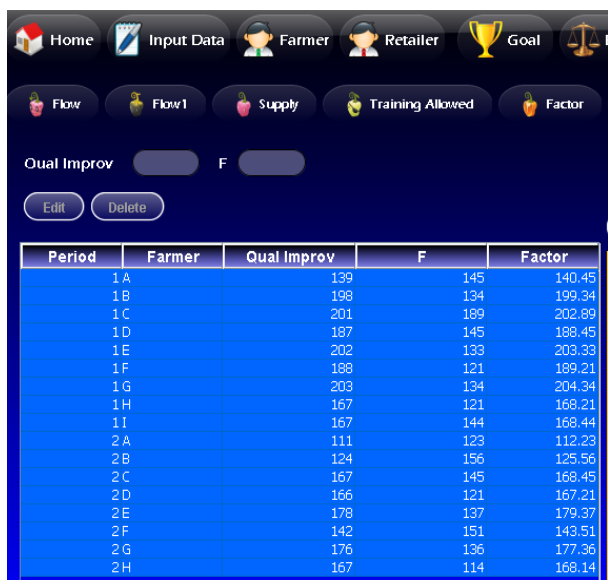 Home Input Data Farmer Retailer Goal
Flow Flow1 Supply Training Allowed Factor
Qual Improv F
Edit Delete
Period Farmer Qual Improv F Factor
1 A 139 145 140.45
1 B 198 134 199.34
1 C 201 189 202.89
1 D 187 145 188.45
1 E 202 133 203.33
1 F 188 121 189.21
1 G 203 134 204.34
1 H 167 121 168.21
1 I 167 144 168.44
2 A 111 123 112.23
2 B 124 156 125.56
2 C 167 145 168.45
2 D 166 121 167.21
2 E 178 137 179.37
2 F 142 151 143.51
2 G 176 136 177.36
2 H 167 114 168.14